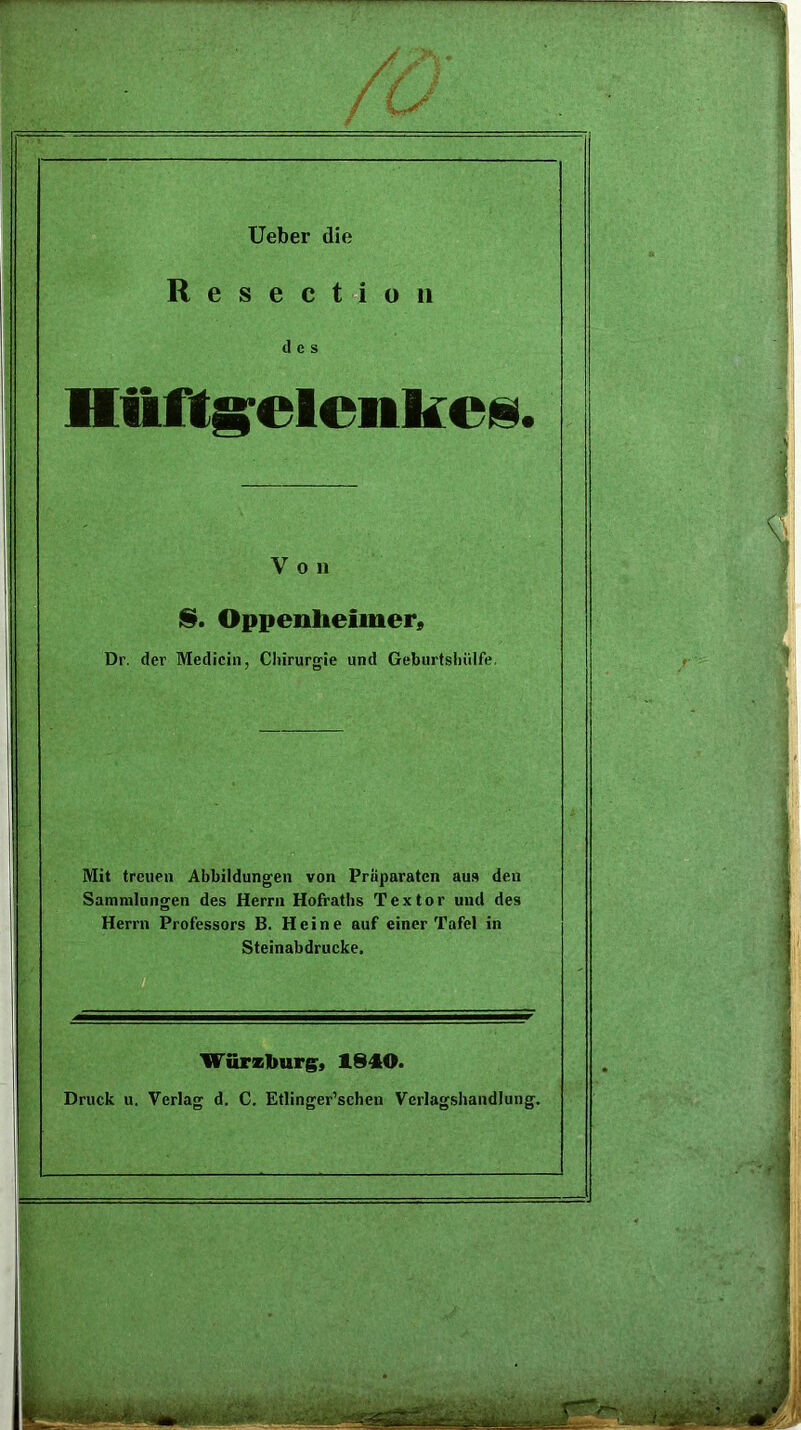 10
Ueber die
Resection
des
Hüftgelenkes.
Von
S. Oppenheimer,
Dr. der Medicin, Chirurgie und Geburtshülfe.
Mit treuen Abbildungen von Präparaten aus den
Sammlungen des Herrn Hofraths Textor und des
Herrn Professors B. Heine auf einer Tafel in
Steinabdrucke.
Würzburg, 1840.
Druck u. Verlag d. C. Etlinger'schen Verlagshandlung.